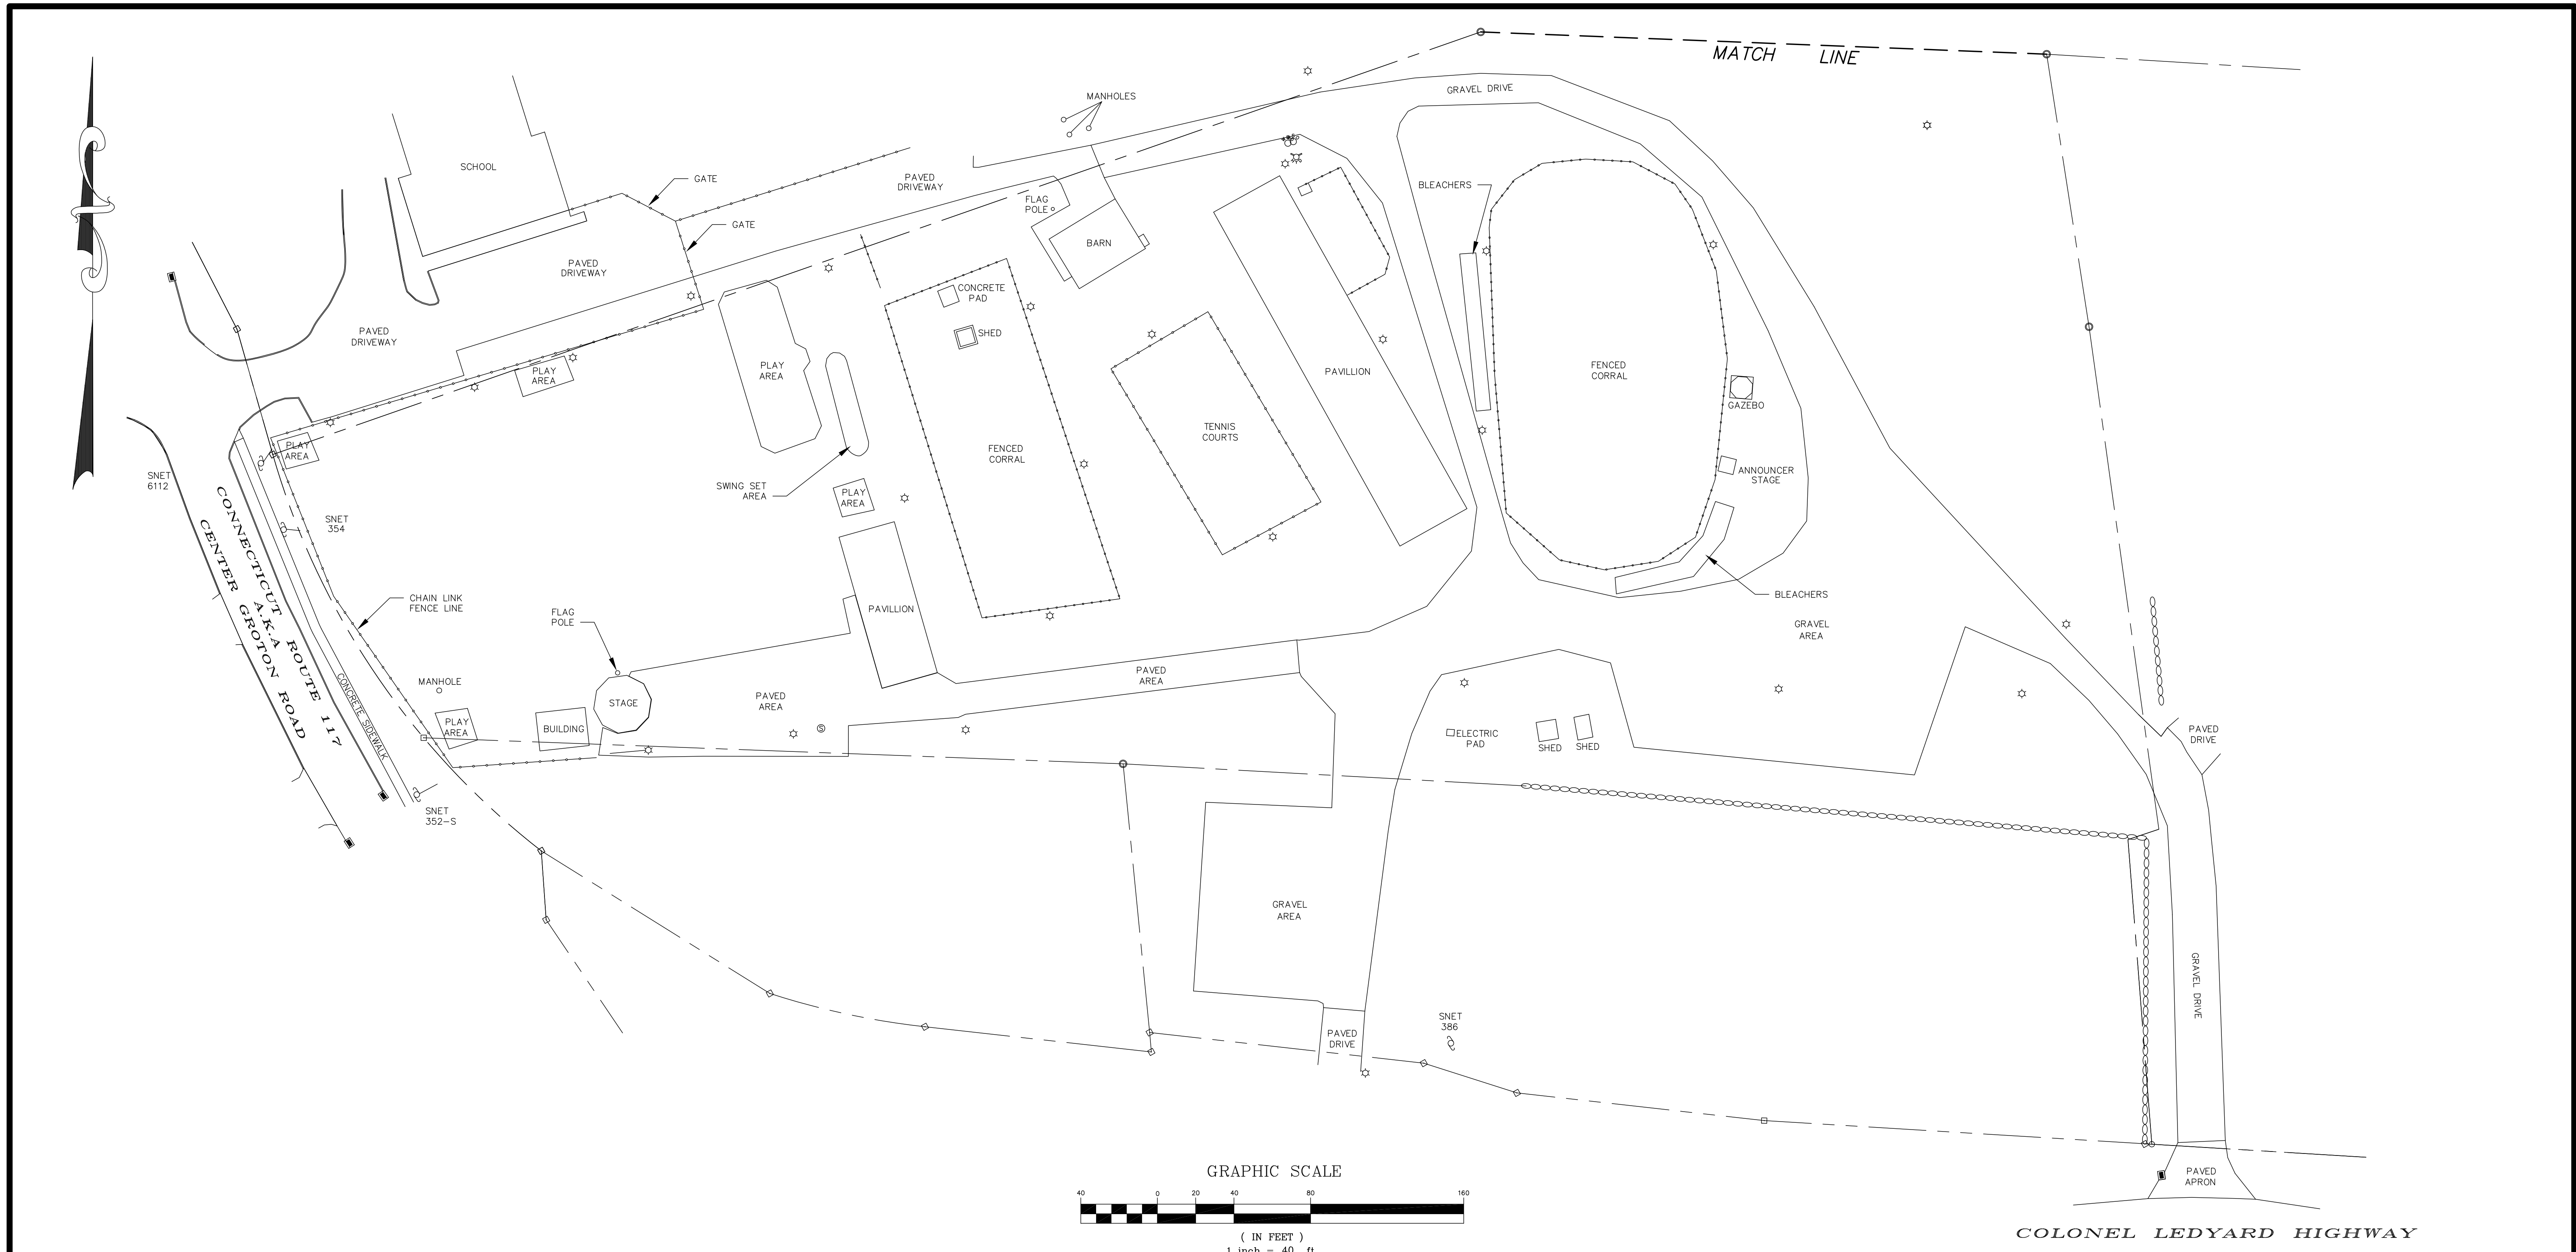 MATCH LINE
GRAVEL DRIVE
MANHOLES
SCHOOL
GATE
PAVED
DRIVEWAY
BLEACHERS
FLAG
POLE
GATE
BARN
PAVED
DRIVEWAY
CONCRETE
PAD
PAVED
DRIVEWAY
SHED
PLAY
AREA
PLAY
AREA
PAVILLION
FENCED
CORRAL
GAZEBO
TENNIS
COURTS
PLAY
AREA
FENCED
CORRAL
ANNOUNCER
STAGE
SNET
6112
SWING SET
AREA
PLAY
AREA
SNET
354
CONNECTICUT ROUTE 117
A.K.A
CENTER GROTON ROAD
CONCRETE SIDEWALK
CHAIN LINK
FENCE LINE
FLAG
POLE
PAVILLION
BLEACHERS
GRAVEL
AREA
MANHOLE
PAVED
AREA
STAGE
PAVED
AREA
PLAY
AREA
BUILDING
S
ELECTRIC
PAD
SHED
SHED
PAVED
DRIVE
SNET
352-S
GRAVEL
AREA
GRAVEL DRIVE
SNET
386
PAVED
DRIVE
PAVED
APRON
GRAPHIC SCALE
40 0 20 40 80 160
( IN FEET )
1 inch = 40 ft.
COLONEL LEDYARD HIGHWAY